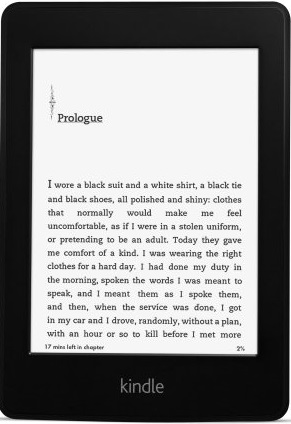 Prologue
I wore a black suit and a white shirt, a black tie
and black shoes, all polished and shiny: clothes
that normally would make me feel
uncomfortable, as if I were in a stolen uniform,
or pretending to be an adult. Today they gave
me comfort of a kind. I was wearing the right
clothes for a hard day. I had done my duty in
the morning, spoken the words I was meant to
speak, and I meant them as I spoke them,
and then, when the service was done, I got
in my car and I drove, randomly, without a plan,
with an hour or so to kill before I met more
17 mins left in chapter 2%
kindle